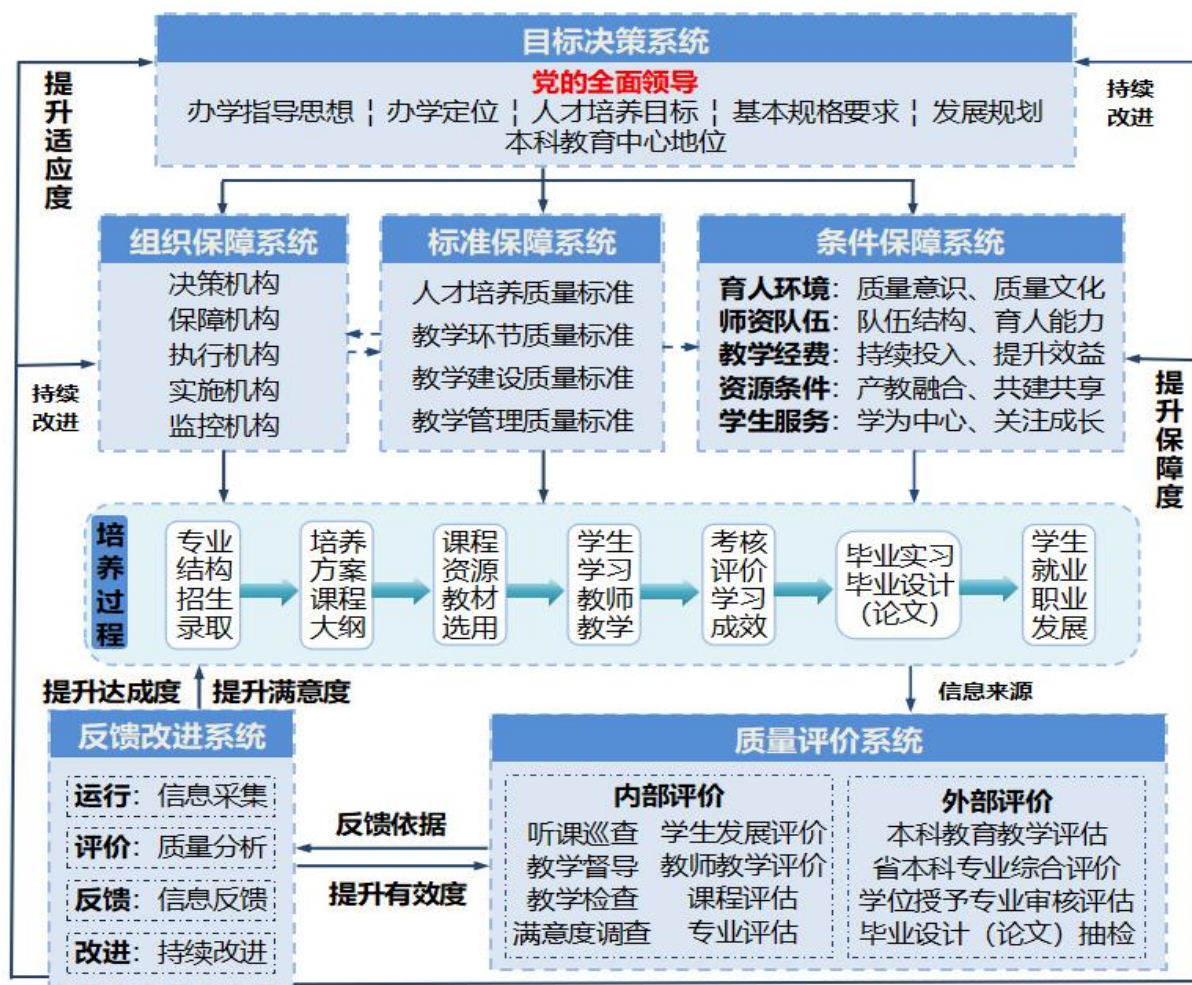 目标决策系统
党的全面领导
办学指导思想 ¦ 办学定位 ¦ 人才培养目标 ¦ 基本规格要求 ¦ 发展规划
本科教育中心地位
提升适应度
持续
改进
组织保障系统
决策机构
保障机构
执行机构
实施机构
监控机构
标准保障系统
人才培养质量标准
教学环节质量标准
教学建设质量标准
教学管理质量标准
条件保障系统
育人环境：质量意识、质量文化
师资队伍：队伍结构、育人能力
教学经费：持续投入、提升效益
资源条件：产教融合、共建共享
学生服务：学为中心、关注成长
持续
改进
提升保障度
培养过程
专业
结构
招生
录取
培养
方案
课程
大纲
课程
资源
教材
选用
学生
学习
教师
教学
考核
评价
学习
成效
毕业实习
毕业设计
（论文）
学生
就业
职业
发展
提升达成度
提升满意度
信息来源
反馈改进系统
运行：信息采集
评价：质量分析
反馈：信息反馈
改进：持续改进
反馈依据
提升有效度
质量评价系统
内部评价
听课巡查 学生发展评价
教学督导 教师教学评价
教学检查 课程评估
满意度调查 专业评估
外部评价
本科教育教学评估
省本科专业综合评价
学位授予专业审核评估
毕业设计（论文）抽检